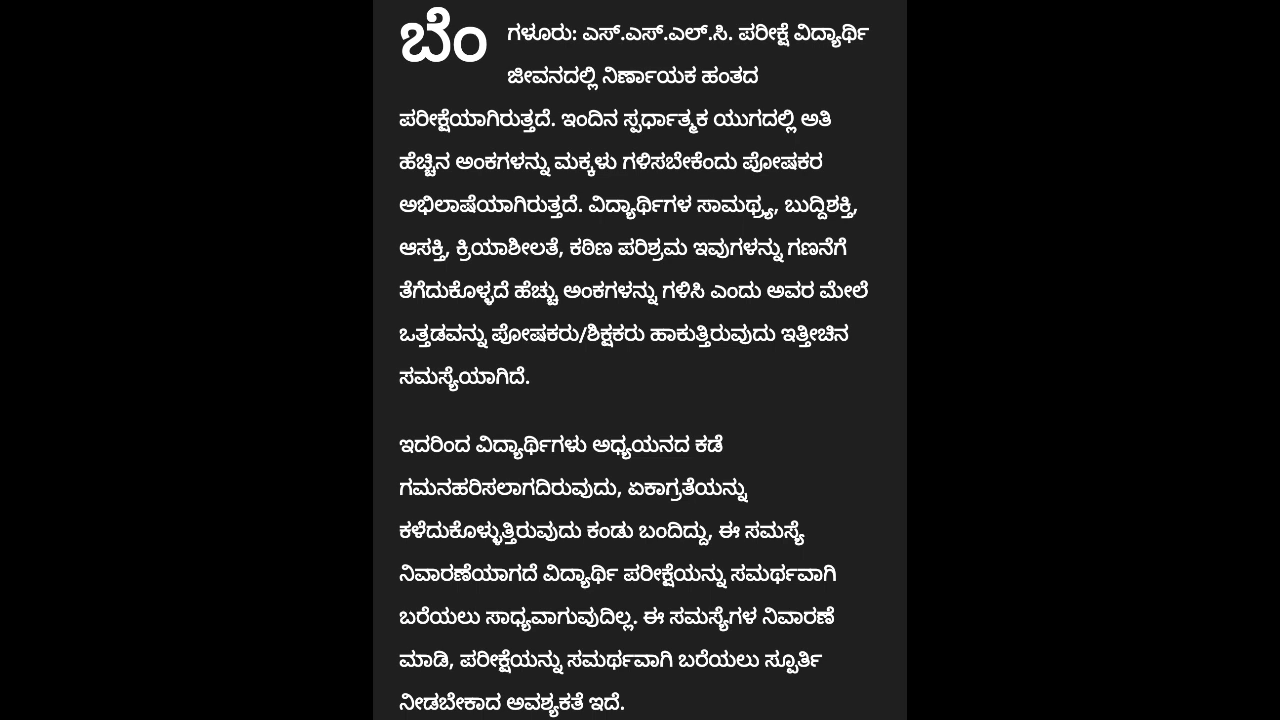 ಬೆಂಗಳೂರು: ಎಸ್.ಎಸ್.ಎಲ್.ಸಿ. ಪರೀಕ್ಷೆ ವಿದ್ಯಾರ್ಥಿ
ಜೀವನದಲ್ಲಿ ನಿರ್ಣಾಯಕ ಹಂತದ
ಪರೀಕ್ಷೆಯಾಗಿರುತ್ತದೆ. ಇಂದಿನ ಸ್ಪರ್ಧಾತ್ಮಕ ಯುಗದಲ್ಲಿ ಅತಿ
ಹೆಚ್ಚಿನ ಅಂಕಗಳನ್ನು ಮಕ್ಕಳು ಗಳಿಸಬೇಕೆಂದು ಪೋಷಕರ
ಅಭಿಲಾಷೆಯಾಗಿರುತ್ತದೆ. ವಿದ್ಯಾರ್ಥಿಗಳ ಸಾಮಥ್ರ್ಯ, ಬುದ್ದಿಶಕ್ತಿ,
ಆಸಕ್ತಿ, ಕ್ರಿಯಾಶೀಲತೆ, ಕಠಿಣ ಪರಿಶ್ರಮ ಇವುಗಳನ್ನು ಗಣನೆಗೆ
ತೆಗೆದುಕೊಳ್ಳದೆ ಹೆಚ್ಚು ಅಂಕಗಳನ್ನು ಗಳಿಸಿ ಎಂದು ಅವರ ಮೇಲೆ
ಒತ್ತಡವನ್ನು ಪೋಷಕರು/ಶಿಕ್ಷಕರು ಹಾಕುತ್ತಿರುವುದು ಇತ್ತೀಚಿನ
ಸಮಸ್ಯೆಯಾಗಿದೆ.
ಇದರಿಂದ ವಿದ್ಯಾರ್ಥಿಗಳು ಅಧ್ಯಯನದ ಕಡೆ
ಗಮನಹರಿಸಲಾಗದಿರುವುದು, ಏಕಾಗ್ರತೆಯನ್ನು
ಕಳೆದುಕೊಳ್ಳುತ್ತಿರುವುದು ಕಂಡು ಬಂದಿದ್ದು, ಈ ಸಮಸ್ಯೆ
ನಿವಾರಣೆಯಾಗದೆ ವಿದ್ಯಾರ್ಥಿ ಪರೀಕ್ಷೆಯನ್ನು ಸಮರ್ಥವಾಗಿ
ಬರೆಯಲು ಸಾಧ್ಯವಾಗುವುದಿಲ್ಲ. ಈ ಸಮಸ್ಯೆಗಳ ನಿವಾರಣೆ
ಮಾಡಿ, ಪರೀಕ್ಷೆಯನ್ನು ಸಮರ್ಥವಾಗಿ ಬರೆಯಲು ಸ್ಪೂರ್ತಿ
ನೀಡಬೇಕಾದ ಅವಶ್ಯಕತೆ ಇದೆ.